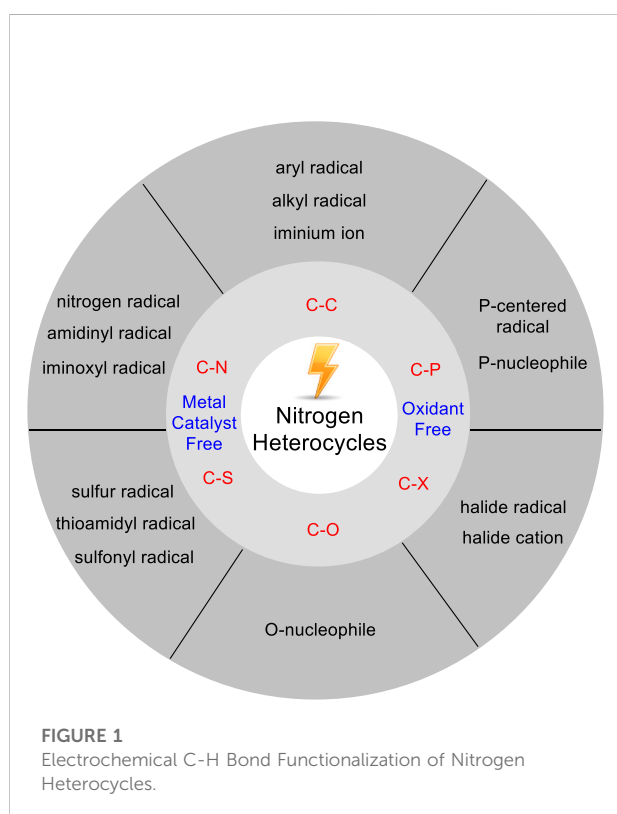 aryl radical
alkyl radical
iminium ion
nitrogen radical
amidinyl radical
iminoxyl radical
P-centered
radical
P-nucleophile
C-C
C-N
C-P
Metal
Catalyst
Free
Nitrogen
Heterocycles
Oxidant
Free
C-S
C-X
C-O
sulfur radical
thioamidyl radical
sulfonyl radical
halide radical
halide cation
O-nucleophile
FIGURE 1
Electrochemical C-H Bond Functionalization of Nitrogen
Heterocycles.